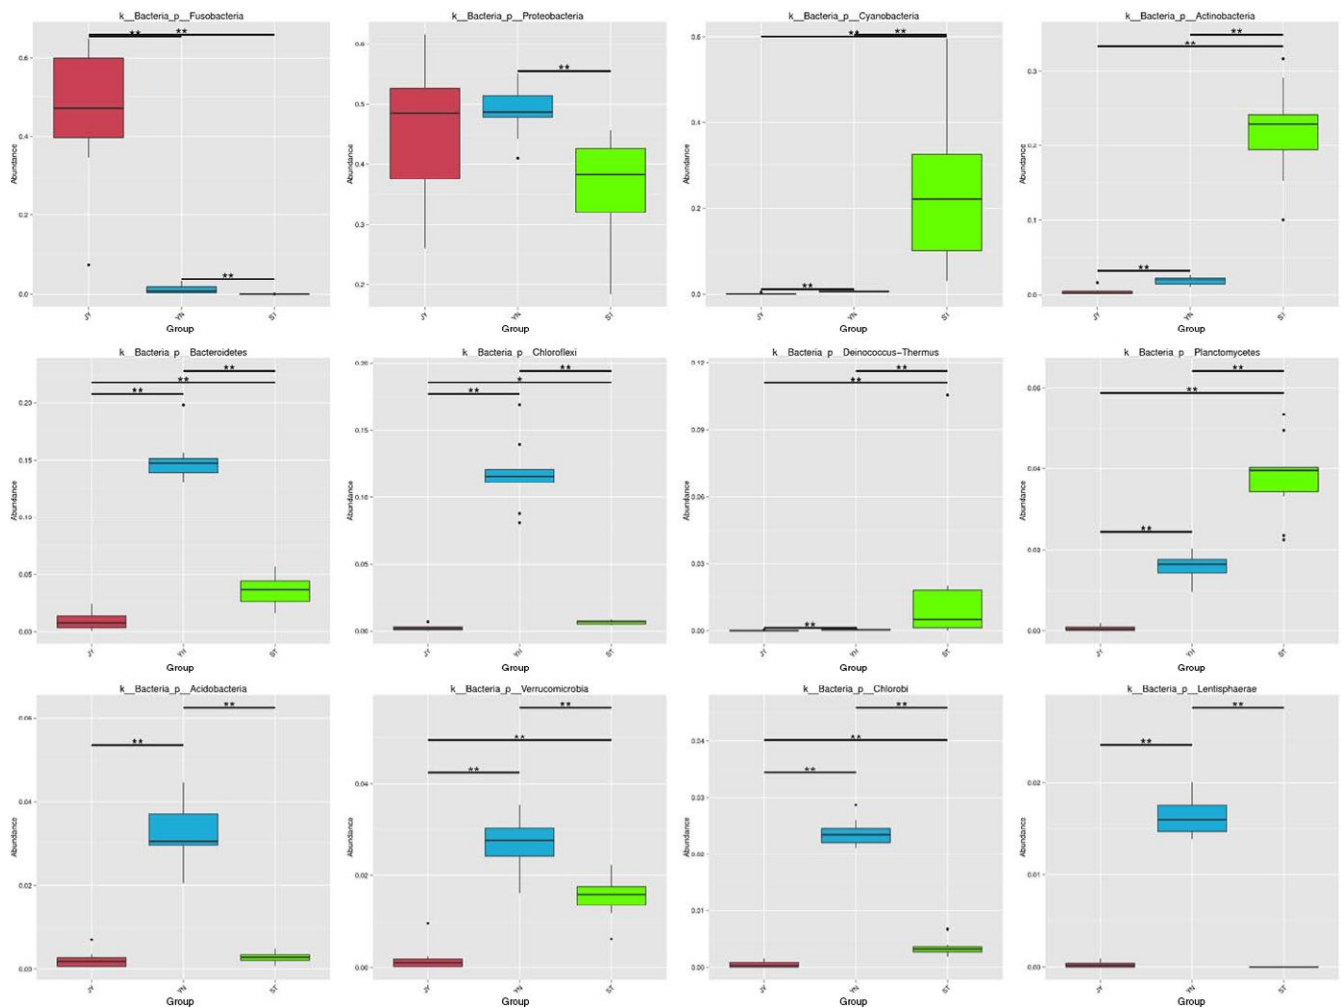 k__Bacteria_p__Fusobacteria
Abundance
0.6
0.4
0.2
0.0
**
**
**
JY
YN
ST
Group
k__Bacteria_p__Proteobacteria
Abundance
0.6
0.5
0.4
0.3
0.2
**
JY
YN
ST
Group
k__Bacteria_p__Cyanobacteria
Abundance
0.4
0.2
0.0
**
**
**
JY
YN
ST
Group
k__Bacteria_p__Actinobacteria
Abundance
0.3
0.2
0.1
0.0
**
**
**
JY
YN
ST
Group
k__Bacteria_p__Bacteroidetes
Abundance
0.20
0.15
0.10
0.05
0.00
**
**
**
JY
YN
ST
Group
k__Bacteria_p__Chloroflexi
Abundance
0.15
0.10
0.05
0.00
**
*
**
JY
YN
ST
Group
k__Bacteria_p__Deinococcus-Thermus
Abundance
0.12
0.09
0.06
0.03
0.00
**
**
**
JY
YN
ST
Group
k__Bacteria_p__Planctomycetes
Abundance
0.06
0.04
0.02
0.00
**
**
**
JY
YN
ST
Group
k__Bacteria_p__Acidobacteria
Abundance
0.06
0.04
0.02
0.00
**
**
JY
YN
ST
Group
k__Bacteria_p__Verrucomicrobia
Abundance
0.04
0.02
0.00
**
**
**
JY
YN
ST
Group
k__Bacteria_p__Chlorobi
Abundance
0.04
0.03
0.02
0.01
0.00
**
**
**
JY
YN
ST
Group
k__Bacteria_p__Lentisphaerae
Abundance
0.02
0.01
0.00
**
**
JY
YN
ST
Group